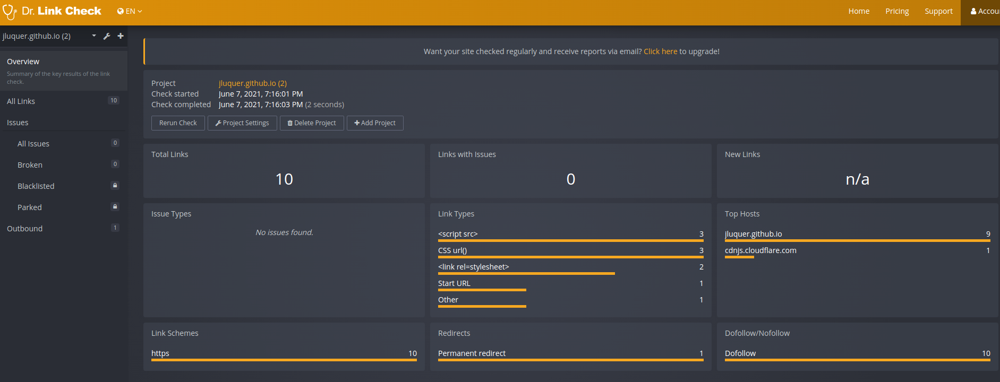 Dr. Link Check EN Home Pricing Support Accou
jluquer.github.io (2)
Overview
Summary of the key results of the link
check.
All Links 10
Issues
All Issues 0
Broken 0
Blacklisted
Parked
Outbound 1
Want your site checked regularly and receive reports via email? Click here to upgrade!
Project jluquer.github.io (2)
Check started June 7, 2021, 7:16:01 PM
Check completed June 7, 2021, 7:16:03 PM (2 seconds)
Rerun Check Project Settings Delete Project Add Project
Total Links
10
Links with Issues
0
New Links
n/a
Issue Types
No issues found.
Link Types
<script src> 3
CSS url() 3
<link rel=stylesheet> 2
Start URL 1
Other 1
Top Hosts
jluquer.github.io 9
cdnjs.cloudflare.com 1
Link Schemes
https 10
Redirects
Permanent redirect 1
Dofollow/Nofollow
Dofollow 10